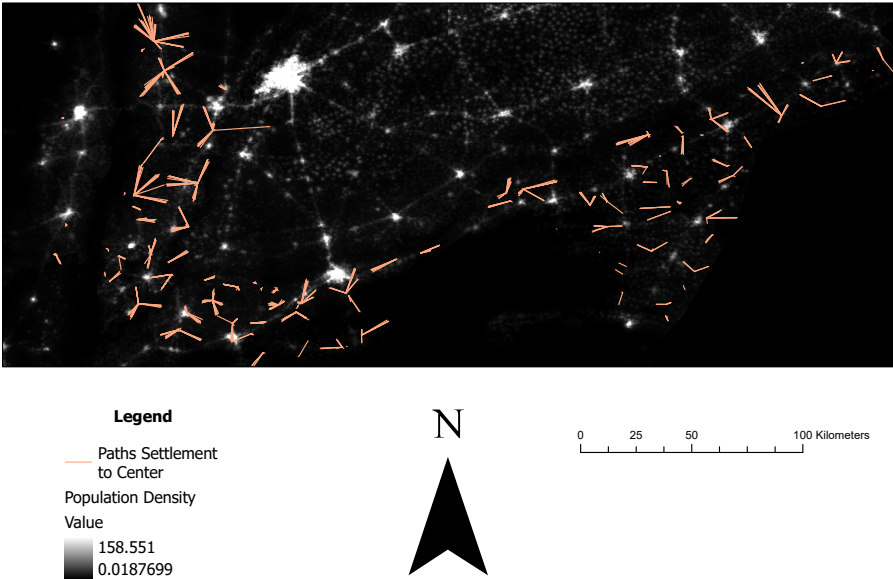 Legend
Paths Settlement
to Center
Population Density
Value
158.551
0.0187699
N
0 25 50 100 Kilometers